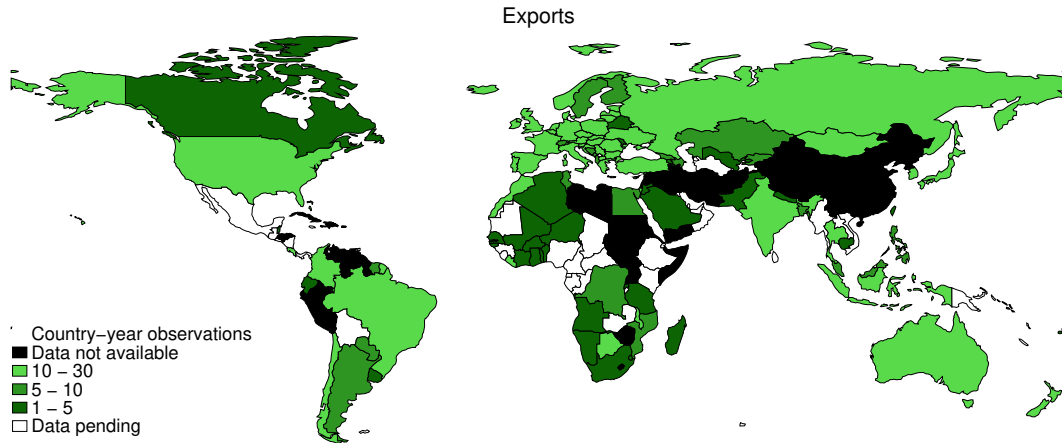 Exports
Country−year observations
Data not available
10 − 30
5 − 10
1 − 5
Data pending